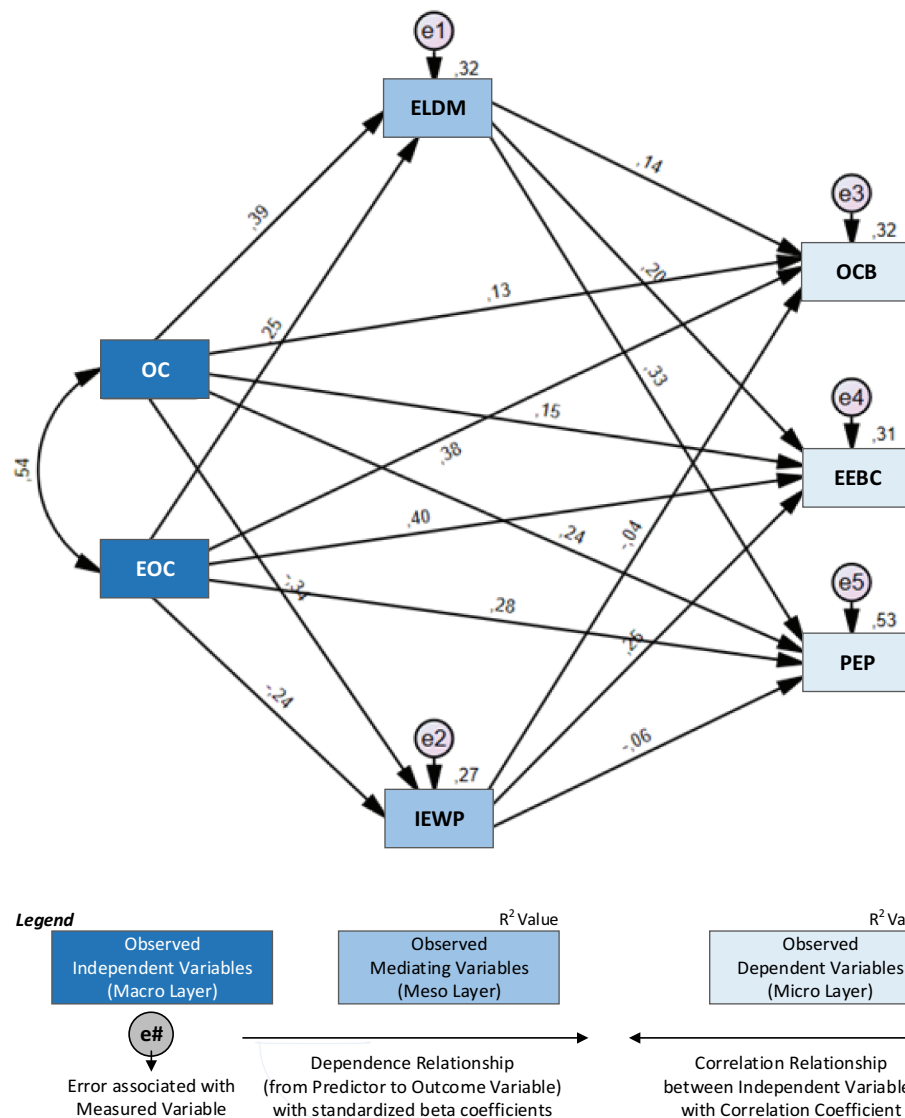 e1
,32
ELDM
,14
e3
,39
,32
OCB
,20
,13
,25
,33
OC
e4
,15
,31
,38
EEBC
,54
,40
-,04
,24
EOC
e5
-,34
,28
,53
,25
PEP
-,24
e2
-,06
,27
IEWP
Legend
R² Value
R² Va
Observed
Independent Variables
(Macro Layer)
Observed
Mediating Variables
(Meso Layer)
Observed
Dependent Variables
(Micro Layer)
e#
Error associated with
Measured Variable
Dependence Relationship
(from Predictor to Outcome Variable)
with standardized beta coefficients
Correlation Relationship
between Independent Variable
with Correlation Coefficient